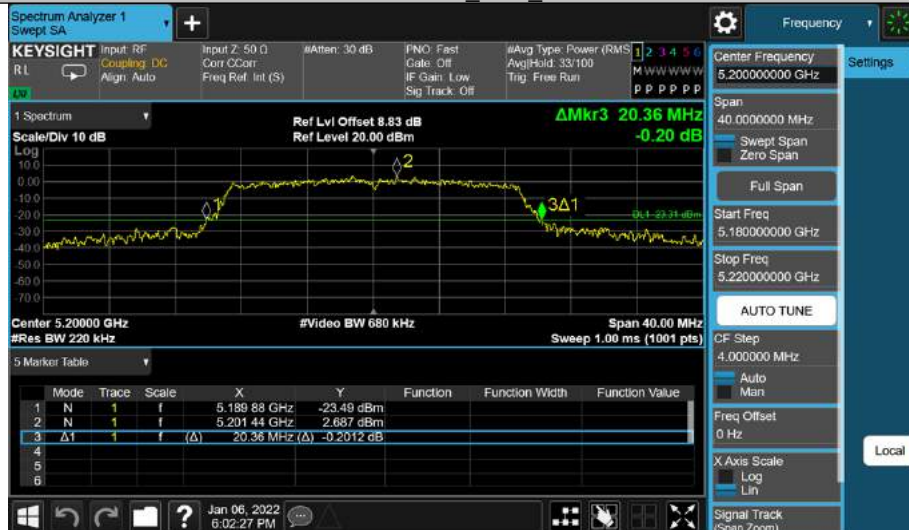 Spectrum Analyzer 1
Swept SA
+
Frequency
KEYSIGHT
Input: RF
Input Z: 50 Ω
#Atten: 30 dB
PNO: Fast
#Avg Type: Power (RMS
1 2 3 4 5 6
RL
Coupling: DC
Corr CCorr
Gate: Off
Avg|Hold: 33/100
M W W W W W
Align: Auto
Freq Ref: Int (S)
IF Gain: Low
Trig: Free Run
P P P P P P
Sig Track: Off
Center Frequency
5.200000000 GHz
Settings
1 Spectrum
Ref Lvl Offset 8.83 dB
ΔMkr3 20.36 MHz
Scale/Div 10 dB
Ref Level 20.00 dBm
-0.20 dB
Log
10.0
0.00
-10.0
-20.0
-30.0
-40.0
-50.0
-60.0
-70.0
1
2
3Δ1
DL1 -23.31 dBm
Center 5.20000 GHz
#Video BW 680 kHz
Span 40.00 MHz
#Res BW 220 kHz
Sweep 1.00 ms (1001 pts)
Span
40.0000000 MHz
Swept Span
Zero Span
Full Span
Start Freq
5.180000000 GHz
Stop Freq
5.220000000 GHz
AUTO TUNE
CF Step
4.000000 MHz
Auto
Man
Freq Offset
0 Hz
X Axis Scale
Log
Lin
Signal Track
(Span Zoom)
Local
5 Marker Table
Mode Trace Scale X Y Function Function Width Function Value
1 N 1 f 5.189 88 GHz -23.49 dBm
2 N 1 f 5.201 44 GHz 2.687 dBm
3 Δ1 1 f (Δ) 20.36 MHz (Δ) -0.2012 dB
4
5
6
?
Jan 06, 2022
6:02:27 PM